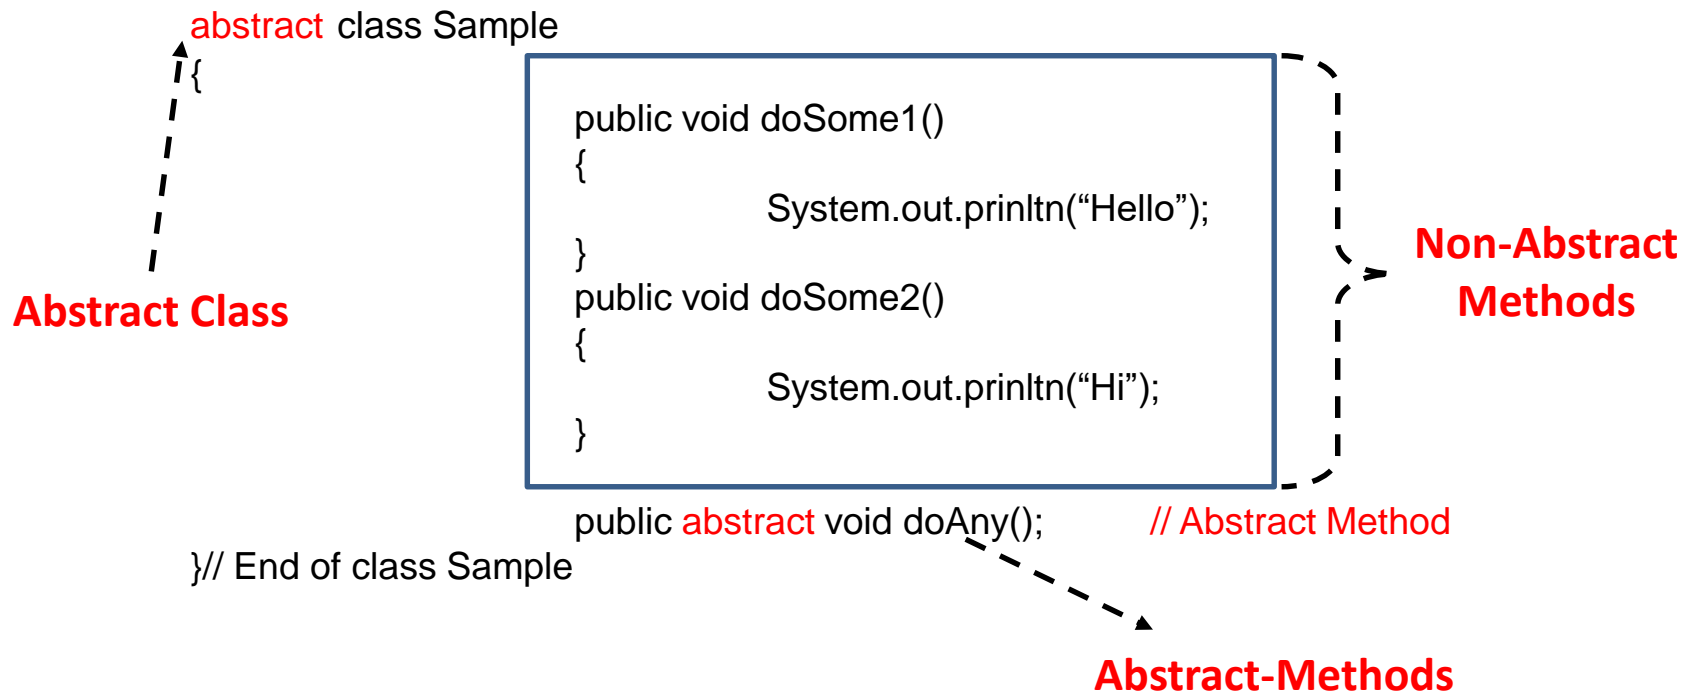 abstract class Sample
{
public void doSome1()
{
System.out.prinltn(“Hello”);
}
public void doSome2()
{
System.out.prinltn(“Hi”);
}
public abstract void doAny(); // Abstract Method
}// End of class Sample
Abstract Class
Non-Abstract
Methods
Abstract-Methods